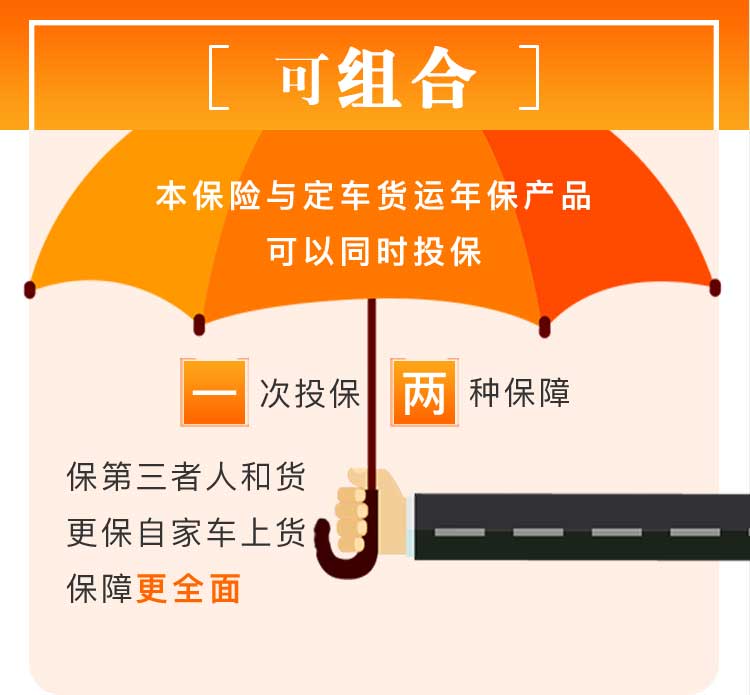 可组合
本保险与定车货运年保产品
可以同时投保
一次投保 两种保障
保第三者人和货
更保自家车上货
保障更全面